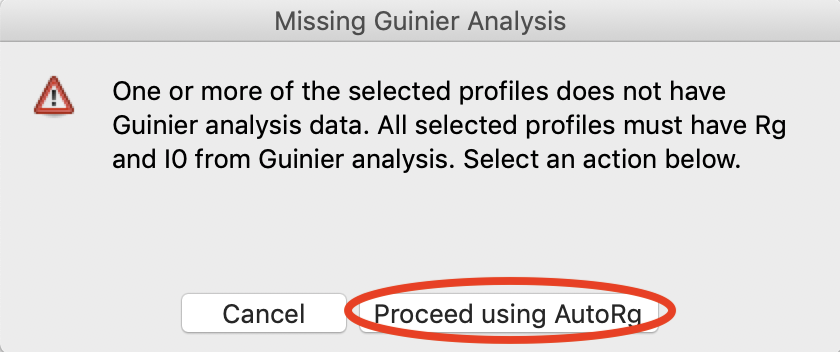 Missing Guinier Analysis
One or more of the selected profiles does not have
Guinier analysis data. All selected profiles must have Rg
and I0 from Guinier analysis. Select an action below.
Cancel
Proceed using AutoRg